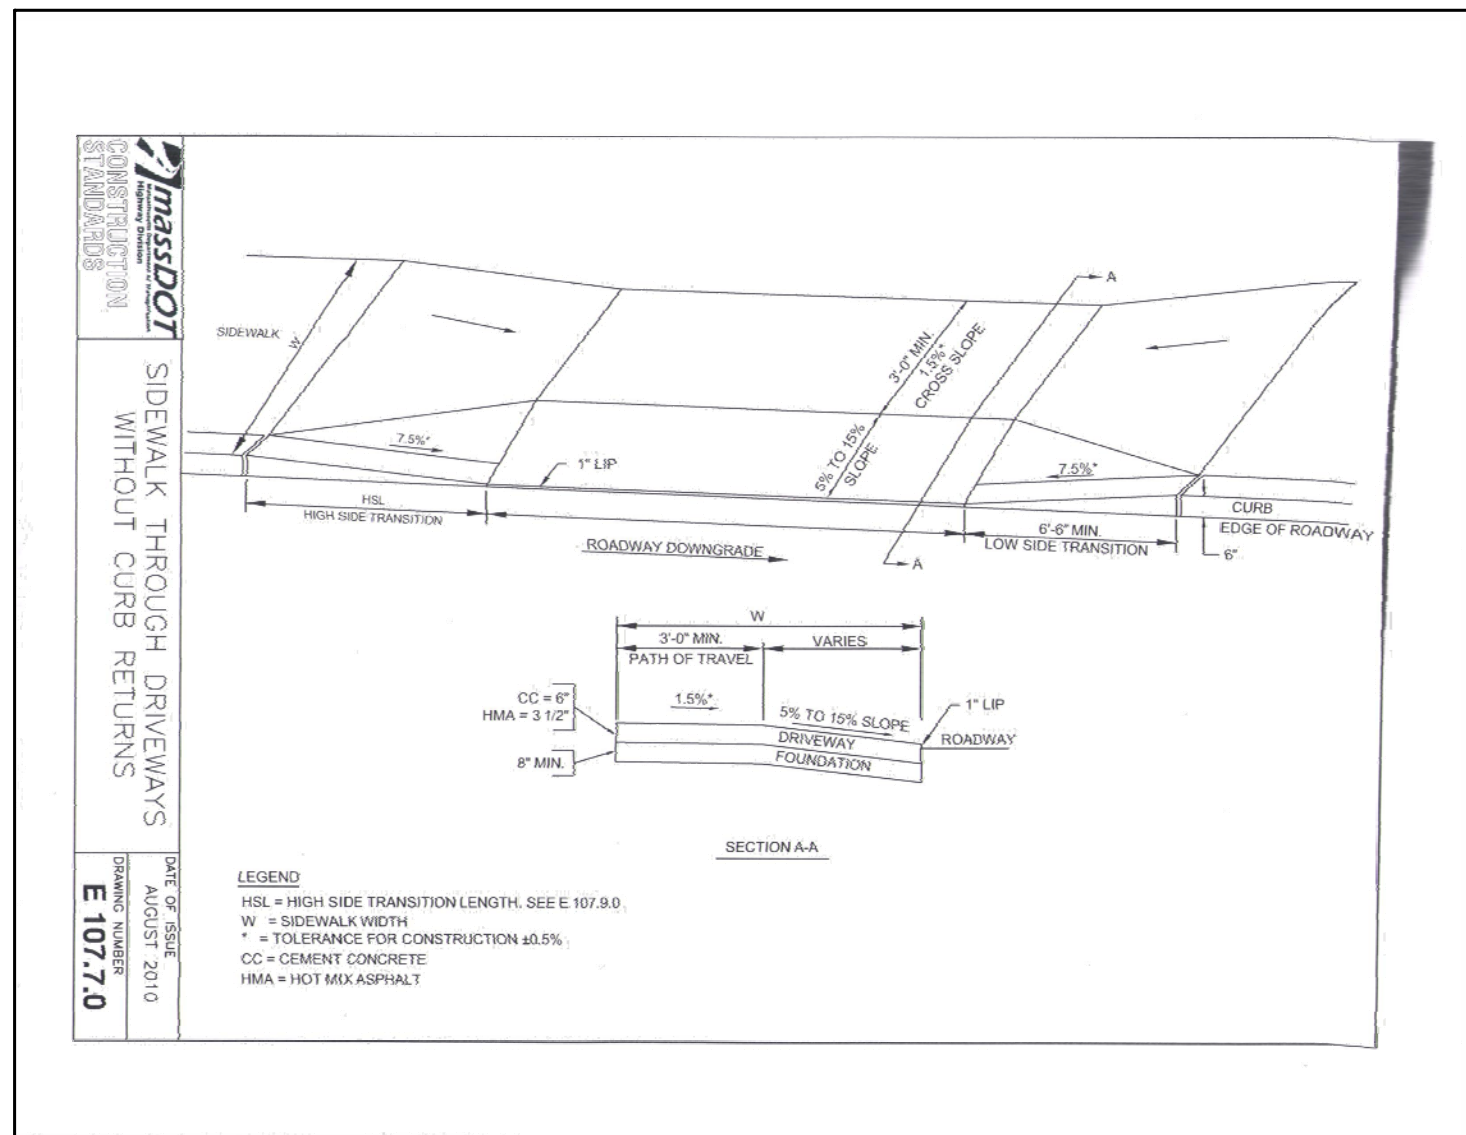 massDOT
Massachusetts Department of Transportation
Highway Division
CONSTRUCTION
STANDARDS
SIDEWALK THROUGH DRIVEWAYS
WITHOUT CURB RETURNS
DATE OF ISSUE
AUGUST 2010
DRAWING NUMBER
E 107.7.0
SIDEWALK
W
7.5%*
1" LIP
HSL
HIGH SIDE TRANSITION
ROADWAY DOWNGRADE
3'-0" MIN.
1.5%*
CROSS SLOPE
5% TO 15%
SLOPE
A
A
7.5%*
6'-6" MIN.
LOW SIDE TRANSITION
CURB
EDGE OF ROADWAY
6"
W
3'-0" MIN.
VARIES
PATH OF TRAVEL
CC = 6"
HMA = 3 1/2"
1.5%*
5% TO 15% SLOPE
1" LIP
DRIVEWAY
ROADWAY
8" MIN.
FOUNDATION
SECTION A-A
LEGEND
HSL = HIGH SIDE TRANSITION LENGTH. SEE E 107.9.0
W = SIDEWALK WIDTH
* = TOLERANCE FOR CONSTRUCTION ±0.5%
CC = CEMENT CONCRETE
HMA = HOT MIX ASPHALT